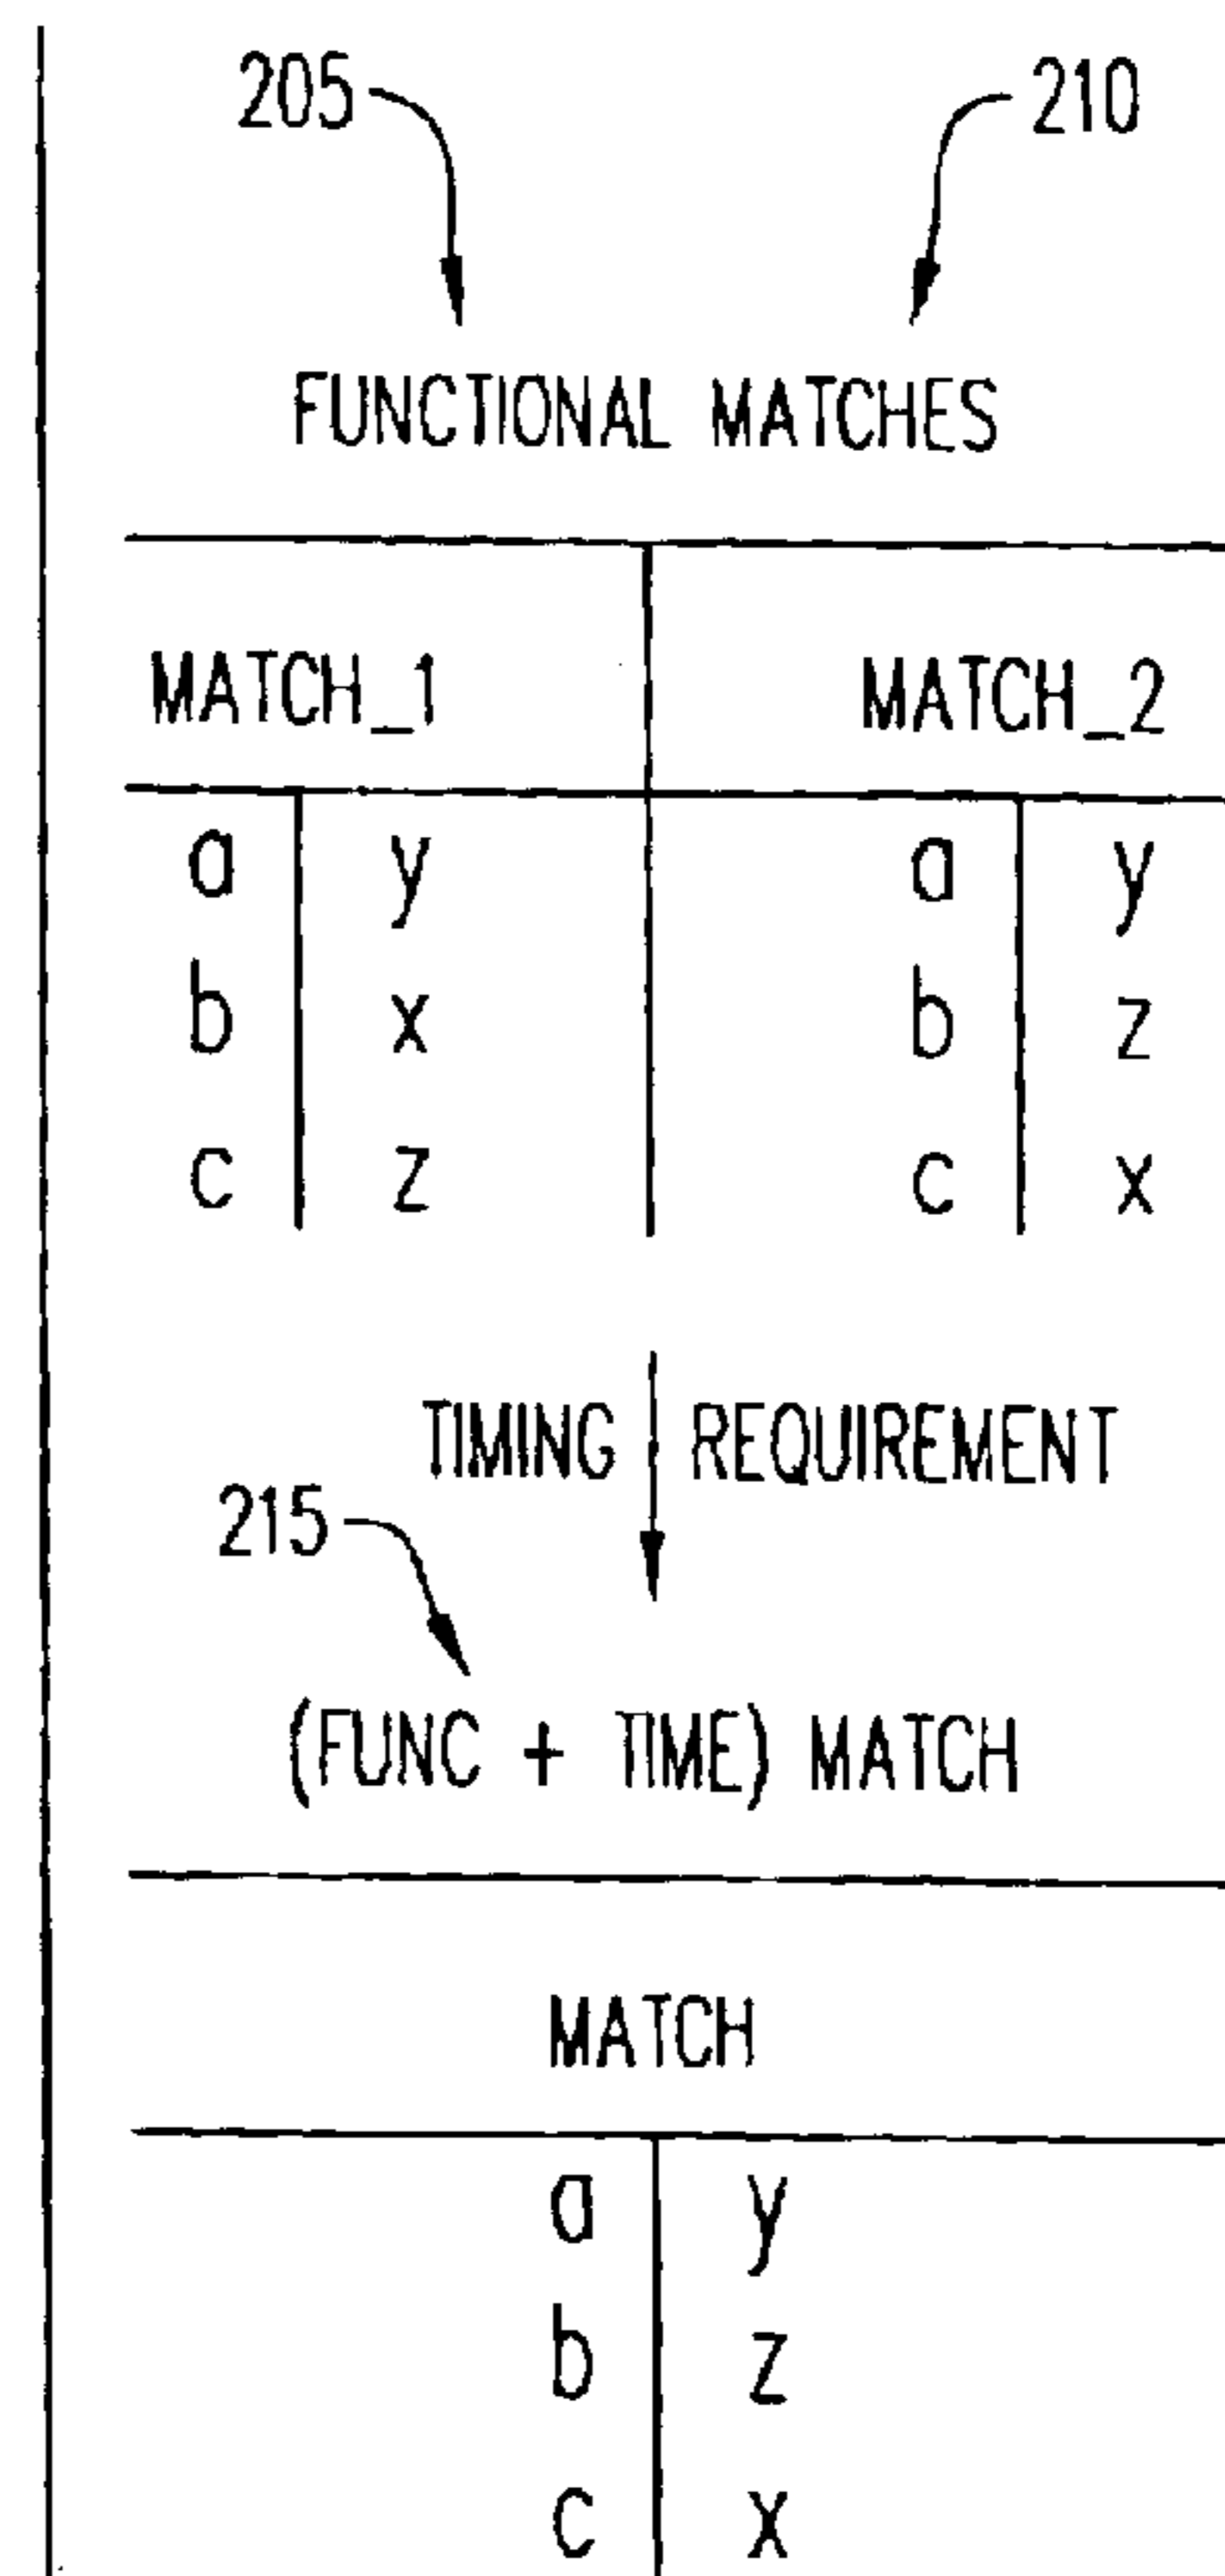 205 210
FUNCTIONAL MATCHES
MATCH_1 MATCH_2
a y a y
b x b z
c z c x
TIMING REQUIREMENT
215
(FUNC + TIME) MATCH
MATCH
a y
b z
c x